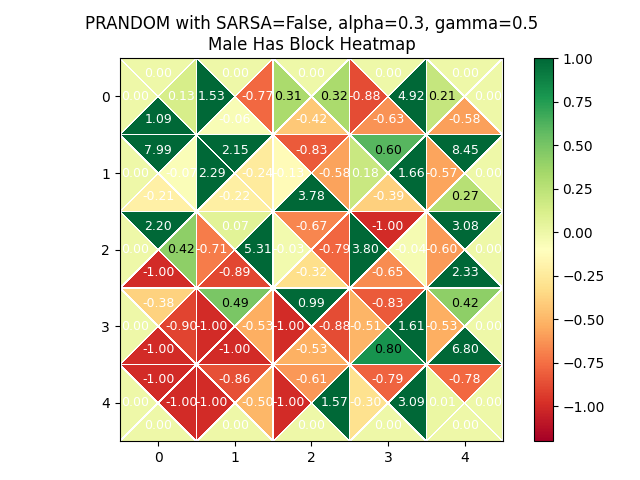 PRANDOM with SARSA=False, alpha=0.3, gamma=0.5
Male Has Block Heatmap
0.00 0.00 0.00 0.00 0.00
0 0.00 0.13 1.53 -0.77 0.31 0.32 -0.88 4.92 0.21 0.00
1.09 -0.42 -0.63 -0.58
7.99 2.15 -0.83 0.60 8.45
1 0.00 2.29 -0.24 -0.58 0.18 1.66 -0.57 0.00
-0.21 -0.22 3.78 -0.39 0.27
2.20 0.07 -0.67 -1.00 3.08
2 0.00 0.42 -0.71 5.31 -0.79 3.80 -0.04 -0.60 0.00
-1.00 -0.89 -0.32 -0.65 2.33
-0.38 0.49 0.99 -0.83 0.42
3 0.00 -0.90 -1.00 -0.53 -1.00 -0.88 -0.51 1.61 -0.53 0.00
-1.00 -1.00 -0.53 0.80 6.80
-1.00 -0.86 -0.61 -0.79 -0.78
4 0.00 -1.00 -1.00 -0.50 -1.00 1.57 -0.30 3.09 0.00
0.00 0.00 0.00 0.00 0.00
0 1 2 3 4
1.00
0.75
0.50
0.25
0.00
-0.25
-0.50
-0.75
-1.00